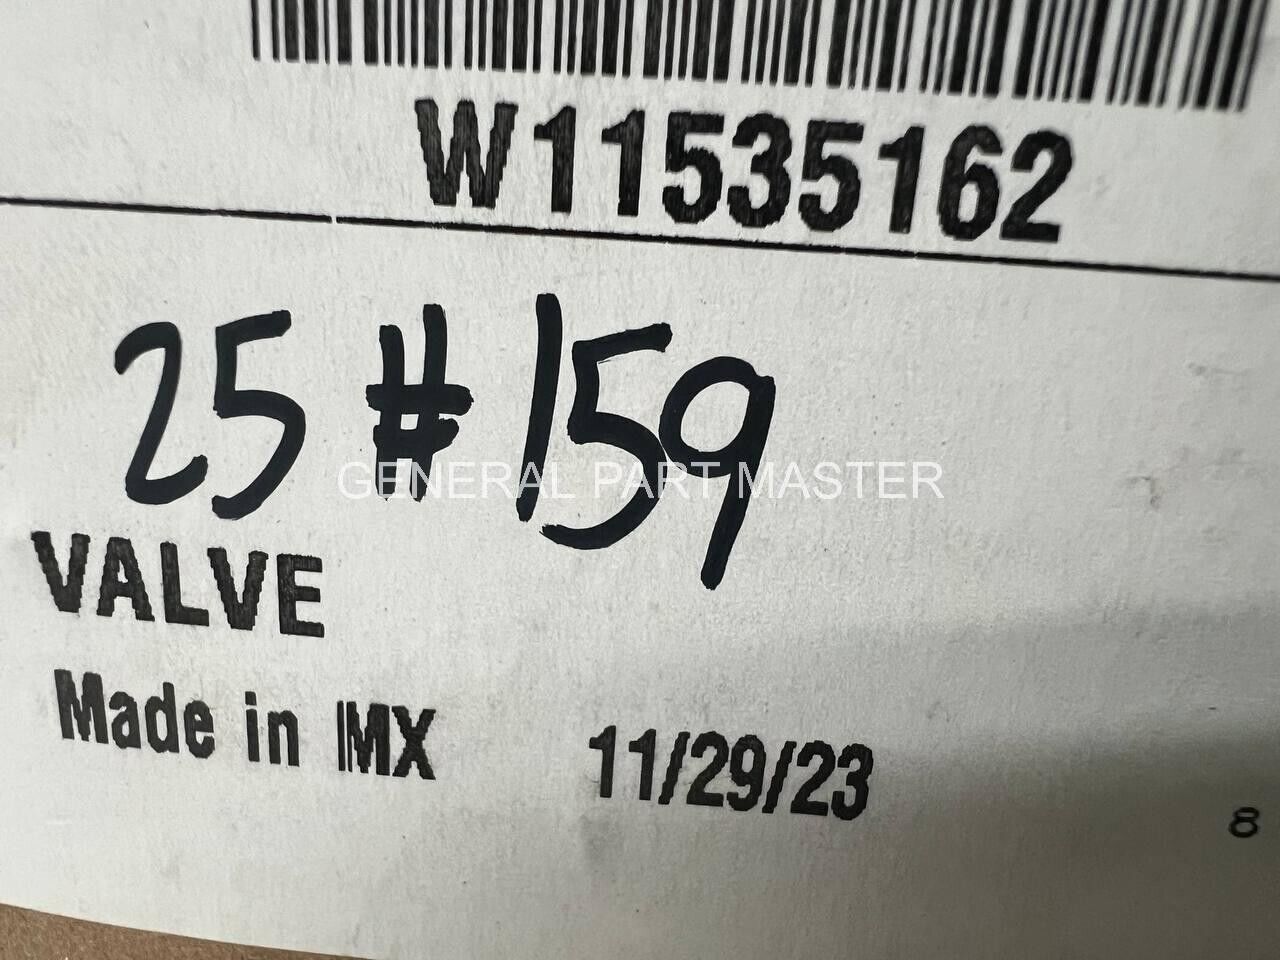 W11535162
25 #159
GENERAL PART MASTER
VALVE
Made in MX 11/29/23
8